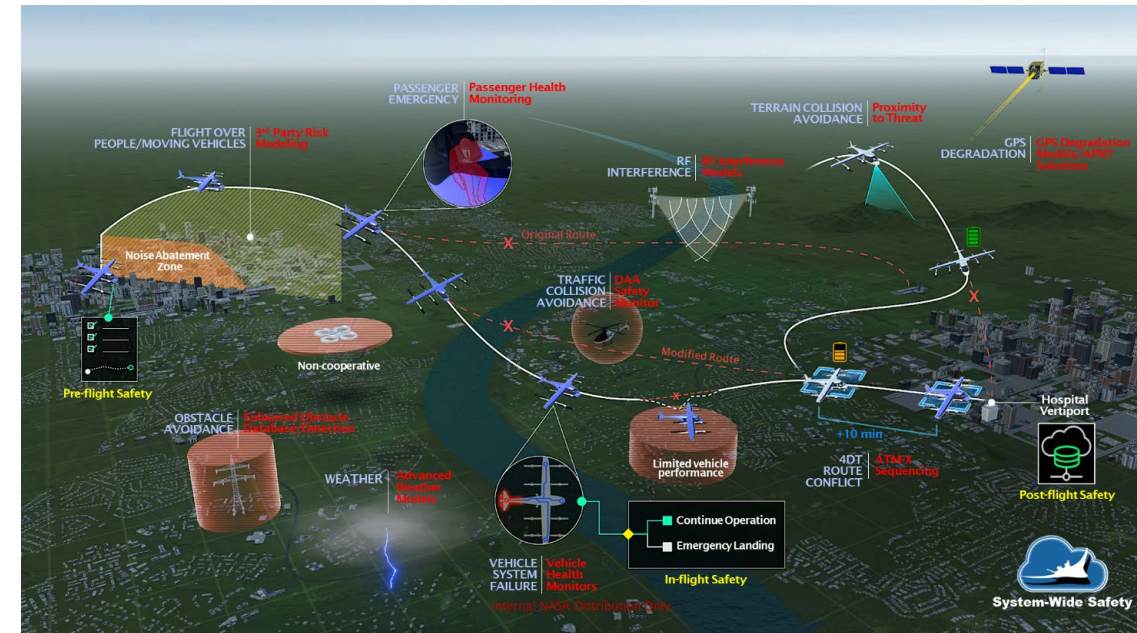 PASSENGER
EMERGENCY
Passenger Health
Monitoring
TERRAIN COLLISION
AVOIDANCE
Proximity
to Threat
FLIGHT OVER
PEOPLE/MOVING VEHICLES
3rd Party Risk
Modeling
GPS
DEGRADATION
GPS Degradation
Models/APNT
Solutions
RF
INTERFERENCE
RF Interference
Models
Noise Abatement
Zone
X
Original Route
TRAFFIC
COLLISION
AVOIDANCE
DAA
Safety
Monitor
X
X
Modified Route
Non-cooperative
Pre-flight Safety
x
OBSTACLE
AVOIDANCE
Enhanced Obstacle
Database/Detection
Hospital
Vertiport
+10 min
Limited vehicle
performance
4DT
ROUTE
CONFLICT
ATM-X
Sequencing
WEATHER
Advanced
Weather
Models
Post-flight Safety
Continue Operation
Emergency Landing
In-flight Safety
VEHICLE
SYSTEM
FAILURE
Vehicle
Health
Monitors
Internal NASA Distribution Only
System-Wide Safety